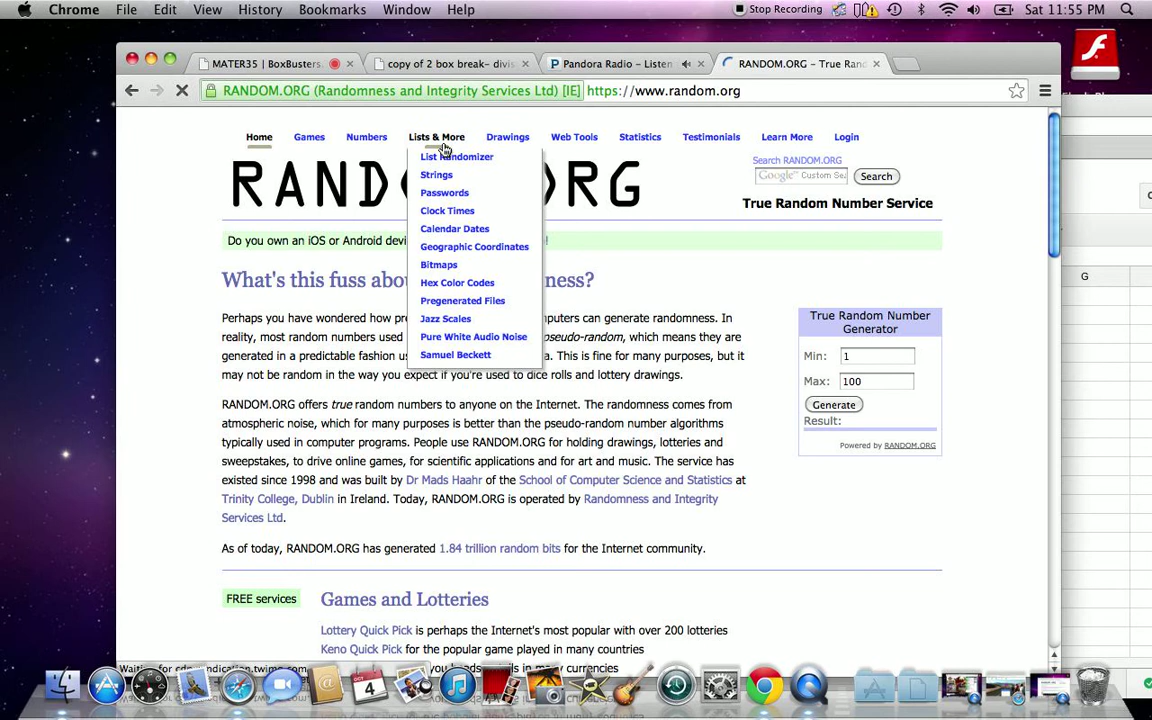 Chrome File Edit View History Bookmarks Window Help Stop Recording Sat 11:55 PM
MATER35 | BoxBusters. copy of 2 box break- divis Pandora Radio - Listen RANDOM.ORG - True Rand
RANDOM.ORG (Randomness and Integrity Services Ltd) [IE] https://www.random.org
Home Games Numbers Lists & More Drawings Web Tools Statistics Testimonials Learn More Login
List Randomizer
Strings
Passwords
Clock Times
Calendar Dates
Geographic Coordinates
Bitmaps
Hex Color Codes
Pregenerated Files
Jazz Scales
Pure White Audio Noise
Samuel Beckett
RAND ORG
Search RANDOM.ORG
Google™ Custom Sea Search
True Random Number Service
Do you own an iOS or Android devi !
What's this fuss abou ness?
Perhaps you have wondered how pre puters can generate randomness. In
reality, most random numbers used pseudo-random, which means they are
generated in a predictable fashion us a. This is fine for many purposes, but it
may not be random in the way you expect if you're used to dice rolls and lottery drawings.
RANDOM.ORG offers true random numbers to anyone on the Internet. The randomness comes from
atmospheric noise, which for many purposes is better than the pseudo-random number algorithms
typically used in computer programs. People use RANDOM.ORG for holding drawings, lotteries and
sweepstakes, to drive online games, for scientific applications and for art and music. The service has
existed since 1998 and was built by Dr Mads Haahr of the School of Computer Science and Statistics at
Trinity College, Dublin in Ireland. Today, RANDOM.ORG is operated by Randomness and Integrity
Services Ltd.
As of today, RANDOM.ORG has generated 1.84 trillion random bits for the Internet community.
True Random Number
Generator
Min: 1
Max: 100
Generate
Result:
Powered by RANDOM.ORG
FREE services
Games and Lotteries
Lottery Quick Pick is perhaps the Internet's most popular with over 200 lotteries
Keno Quick Pick for the popular game played in many countries
in many currencies
G
OCT
4